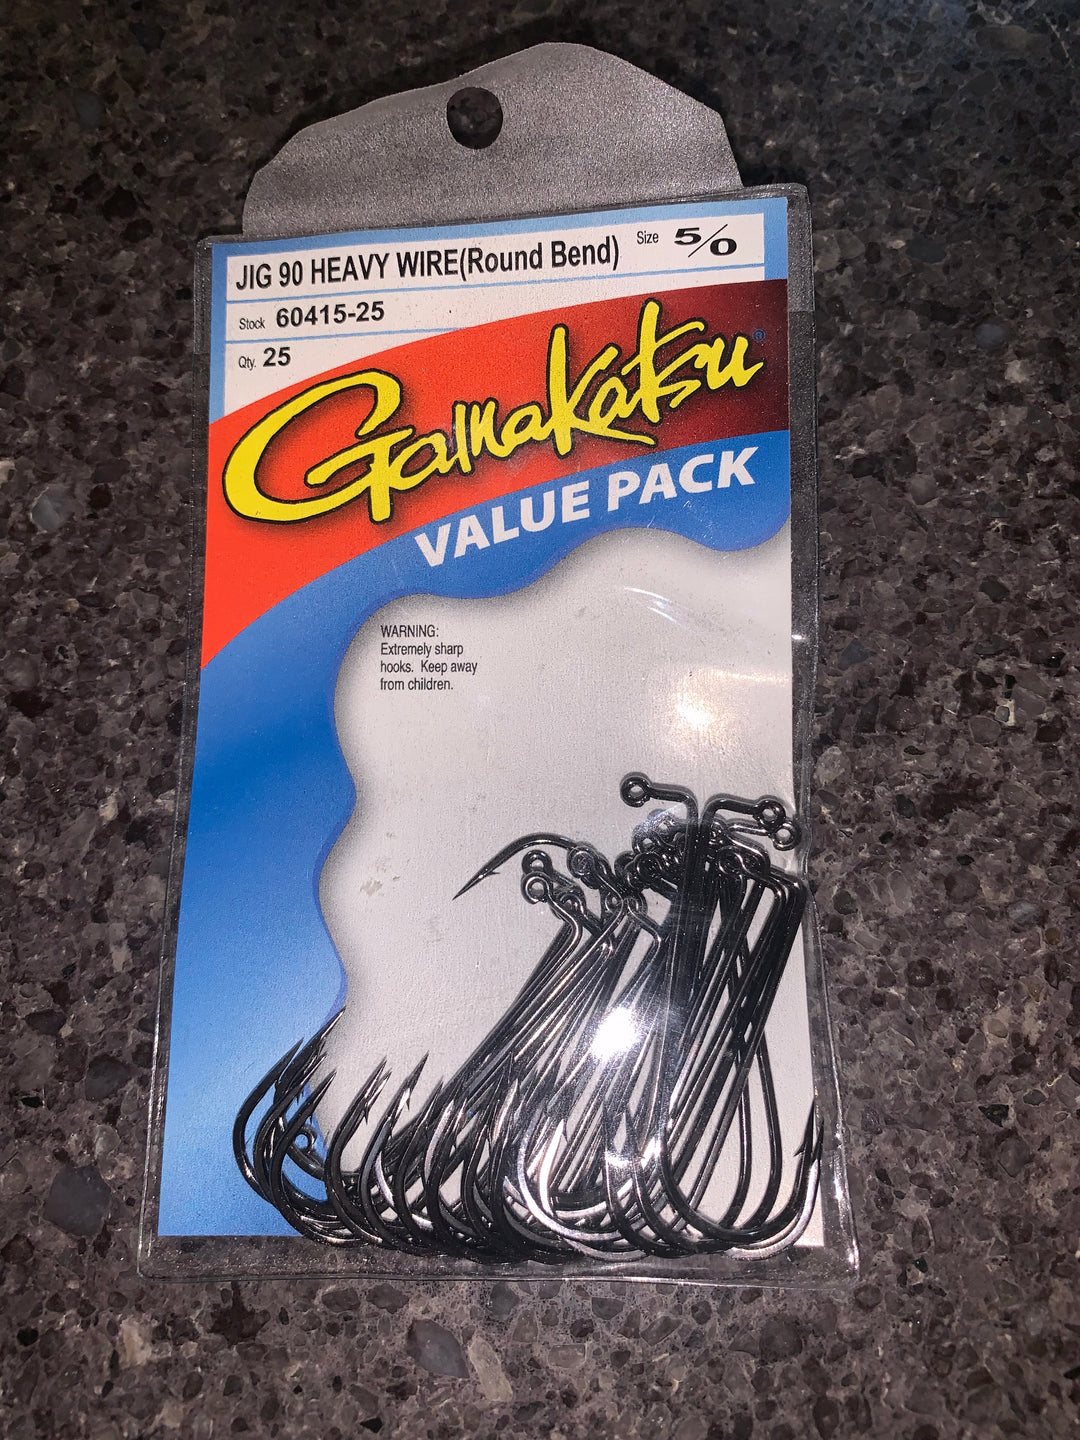 JIG 90 HEAVY WIRE(Round Bend) Size 5/0
Stock 60415-25
Qty. 25
Gamakatsu®
VALUE PACK
WARNING:
Extremely sharp
hooks. Keep away
from children.